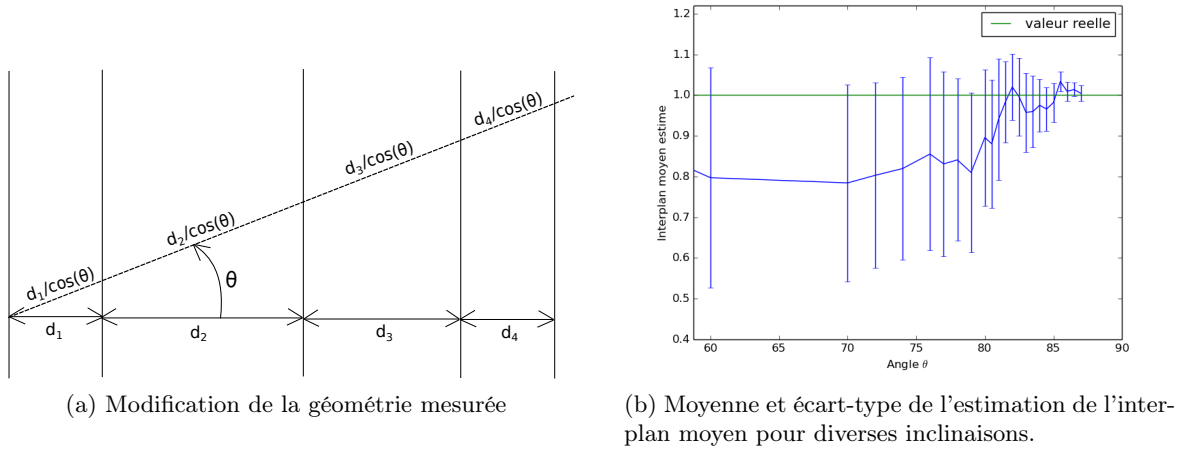 d₁/cos(θ)
d₂/cos(θ)
d₃/cos(θ)
d₄/cos(θ)
θ
d₁
d₂
d₃
d₄
(a) Modification de la géométrie mesurée
valeur reelle
1.2
1.1
1.0
0.9
0.8
0.7
0.6
0.5
0.4
Interplan moyen estime
60
65
70
75
80
85
90
Angle θ
(b) Moyenne et écart-type de l'estimation de l'inter-
plan moyen pour diverses inclinaisons.